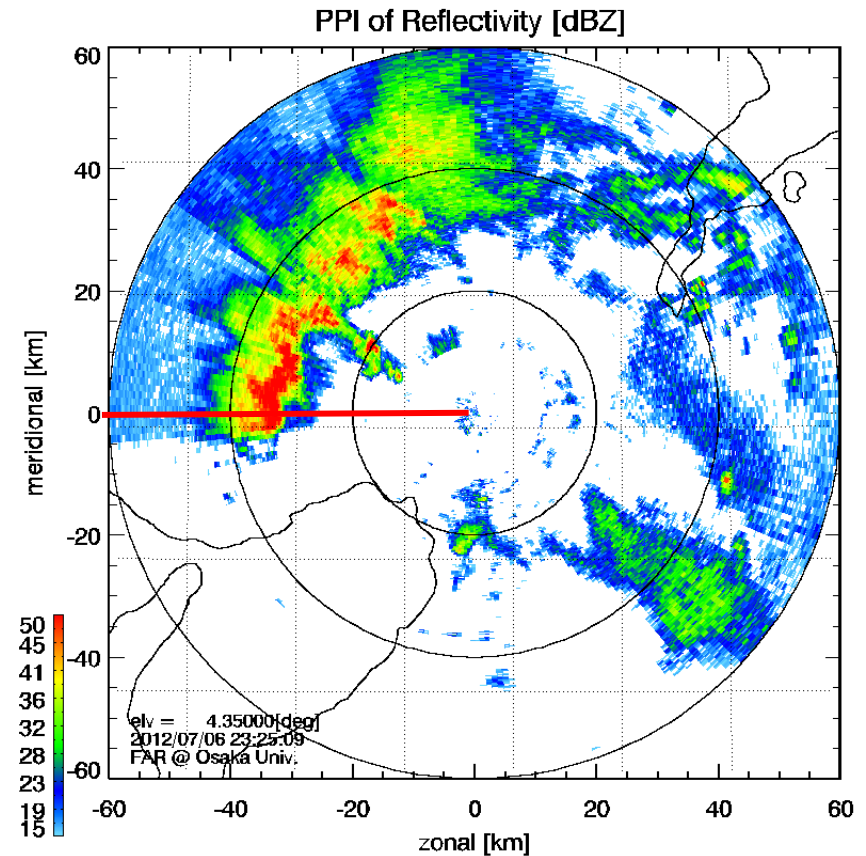 PPI of Reflectivity [dBZ]
60
40
20
0
-20
-40
-60
meridional [km]
50
45
41
36
32
28
23
19
15
elv = 4.35000[deg]
2012/07/06 23:25:09
FAR @ Osaka Univ.
-60 -40 -20 0 20 40 60
zonal [km]